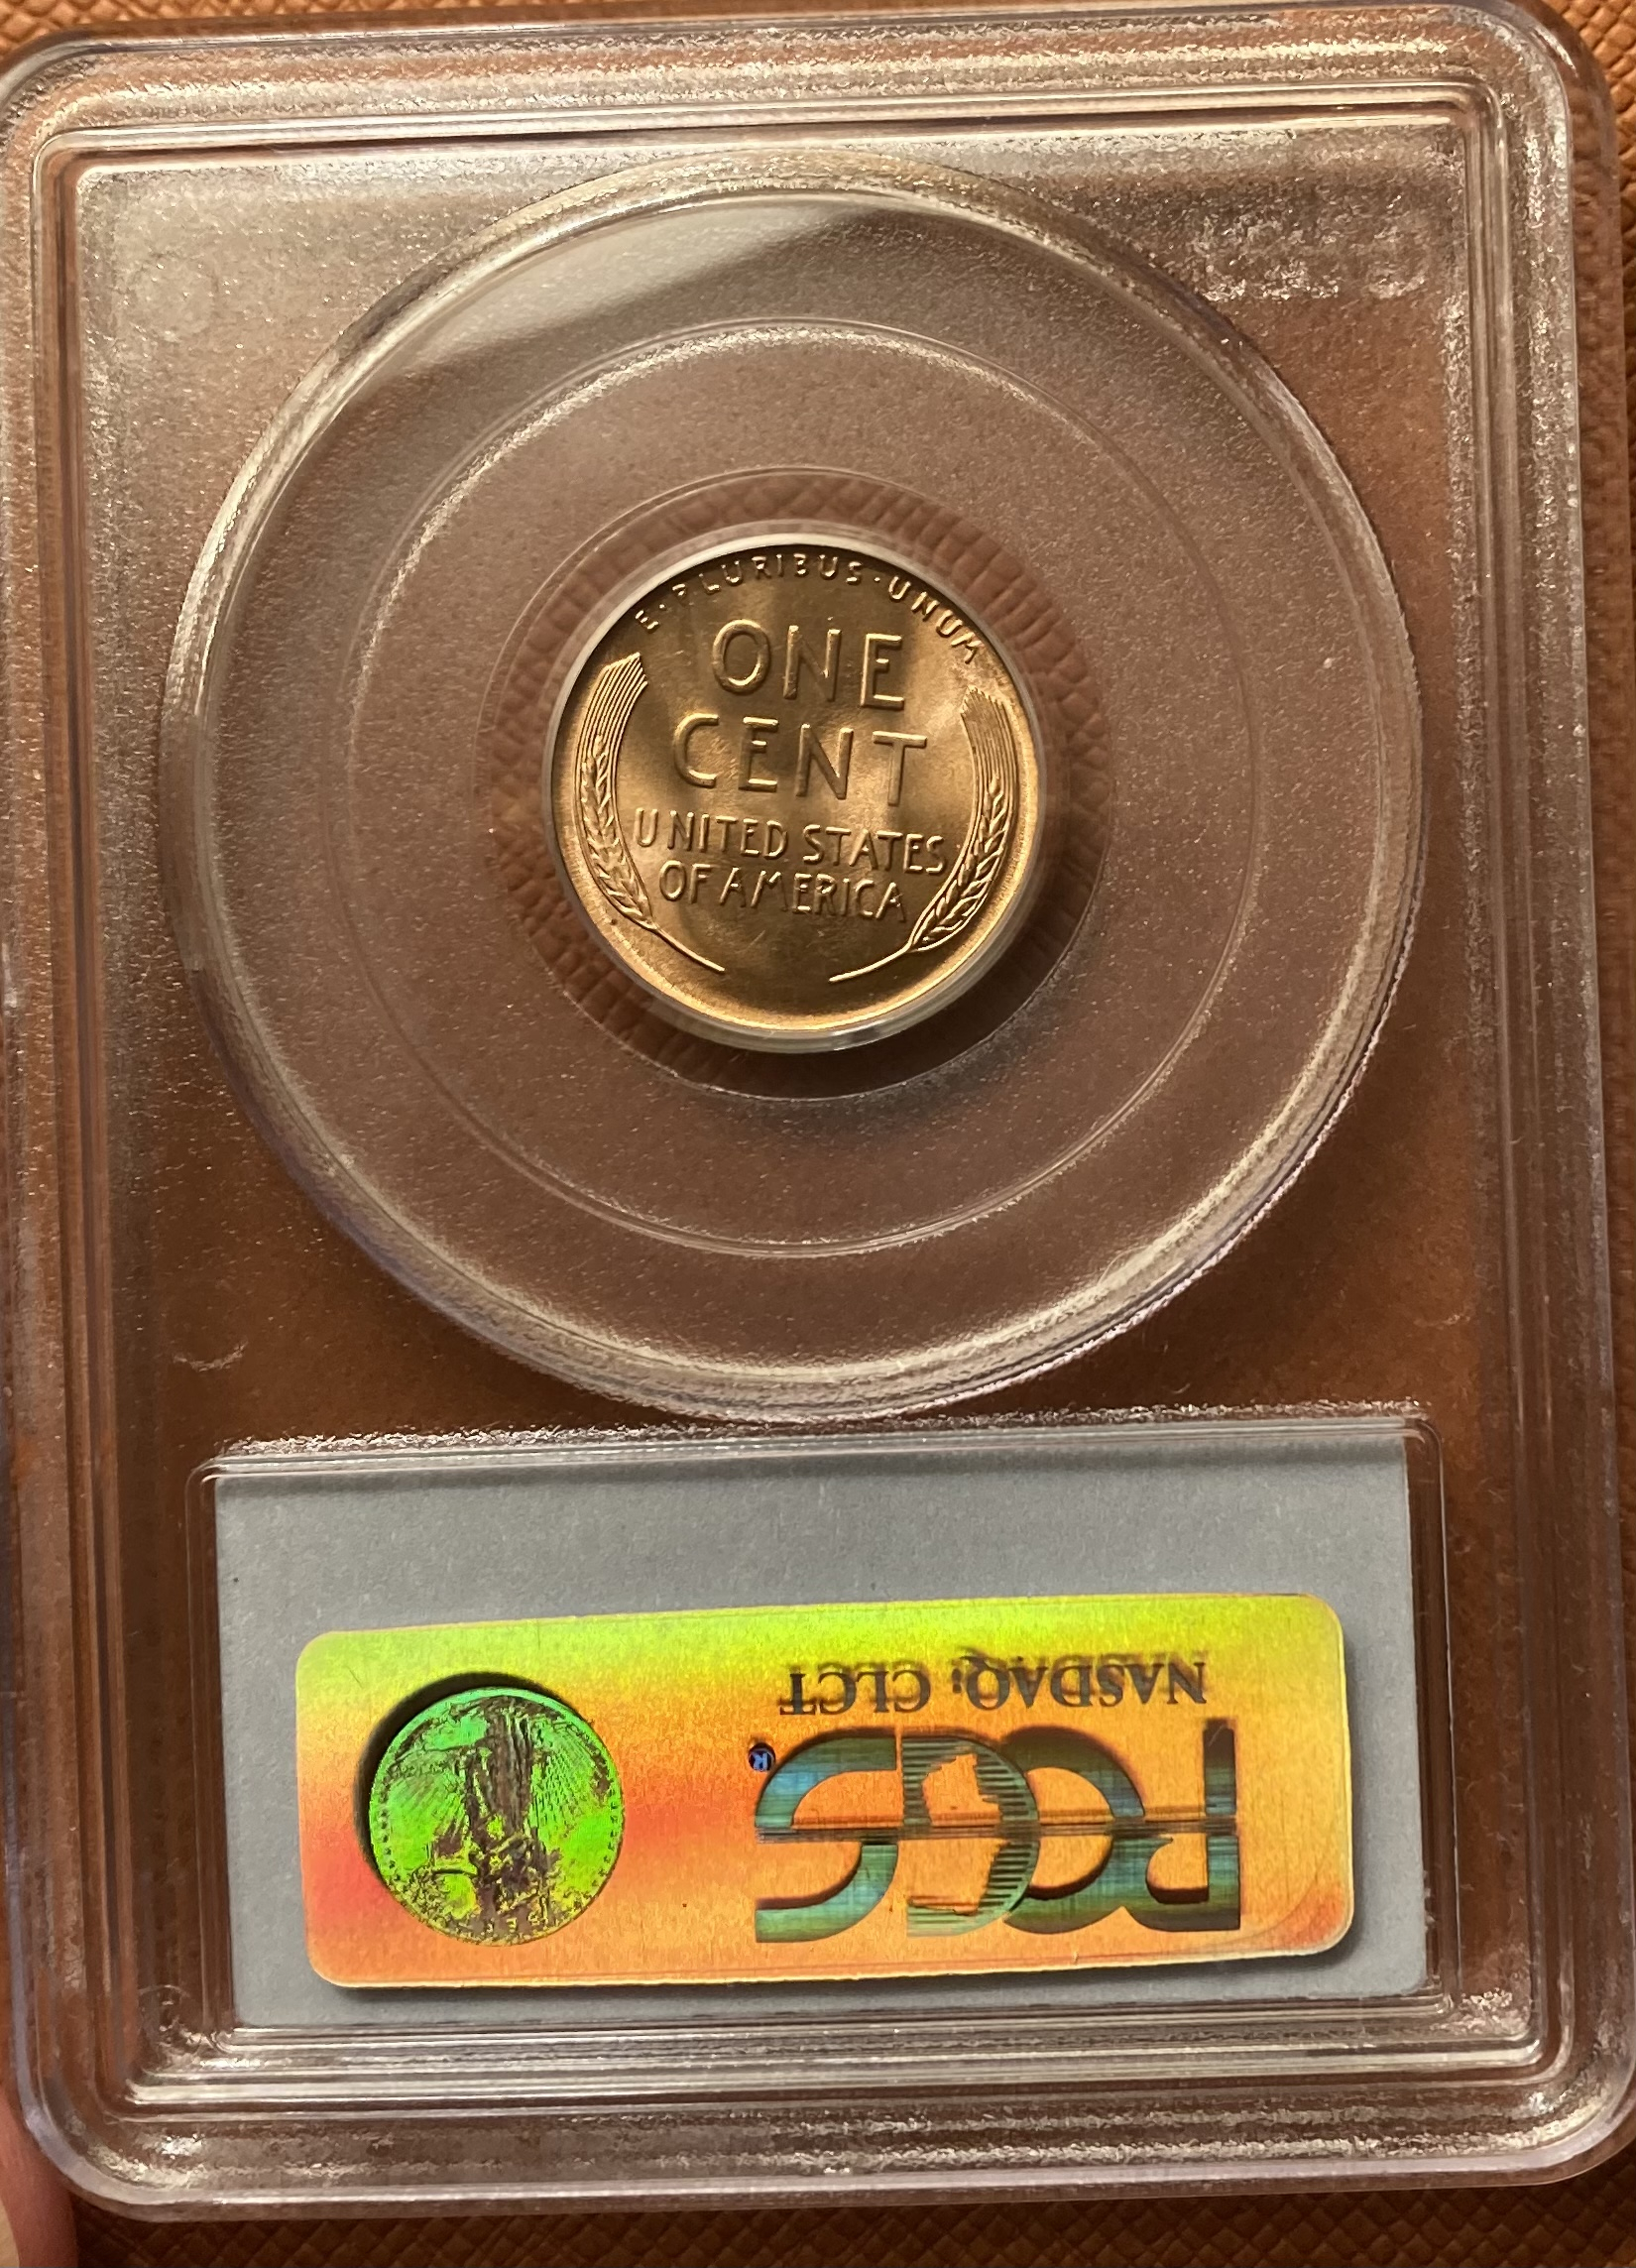 E·PLURIBUS·UNUM
ONE
CENT
UNITED STATES
OF AMERICA
NASDAQ: CLCT
PCGS®